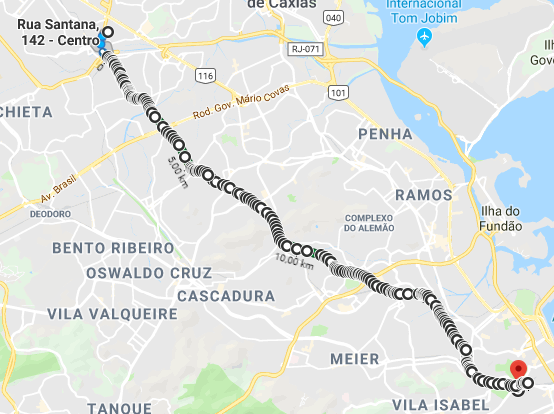 de Caxias
Internacional
Tom Jobim
Rua Santana,
142 - Centro
040
RJ-071
116
101
Rod. Gov. Mário Covas
CHIETA
PENHA
Av. Brasil
5.00 km
RAMOS
DEODORO
COMPLEXO
DO ALEMÃO
Ilha do
Fundão
BENTO RIBEIRO
OSWALDO CRUZ
10.00 km
CASCADURA
VILA VALQUEIRE
MEIER
VILA ISABEL
TANQUE